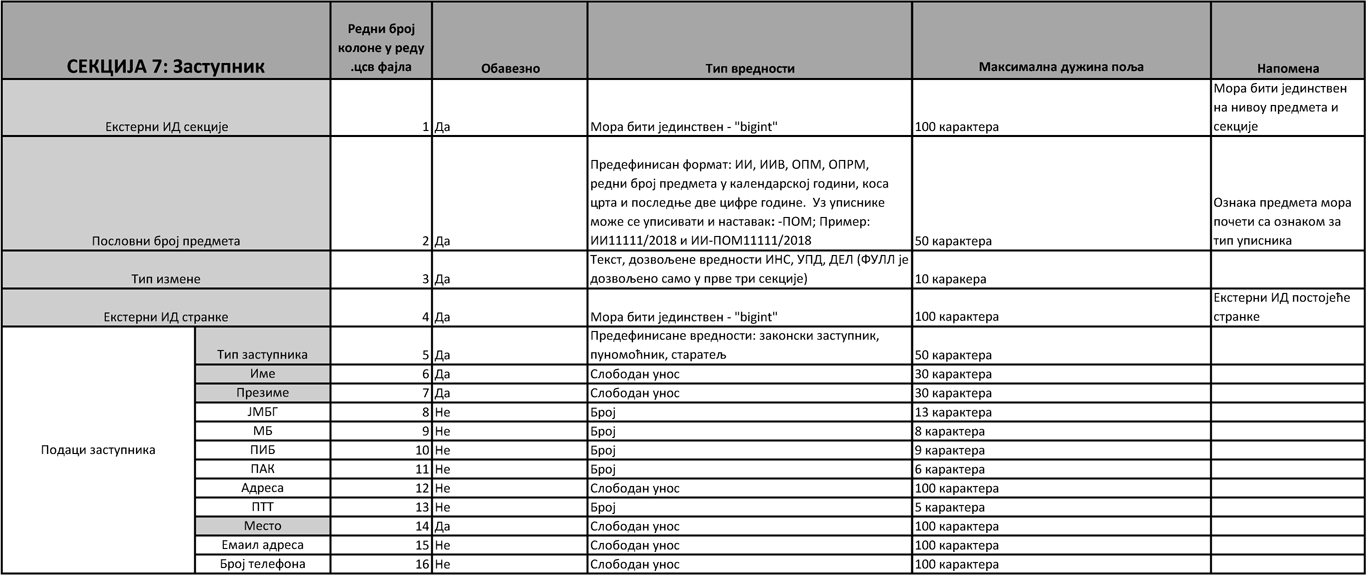 СЕКЦИЈА 7: Заступник
Редни број
колоне у реду
.цсв фајла
Обавезно
Тип вредности
Максимална дужина поља
Напомена
Екстерни ИД секције
1
Да
Мора бити јединствен - "bigint"
100 карактера
Мора бити јединствен
на нивоу предмета и
секције
Пословни број предмета
2
Да
Предефинисан формат: ИИ, ИИВ, ОПМ, ОПРМ,
редни број предмета у календарској години, коса
црта и последње две цифре године.  Уз уписнике
може се уписивати и наставак: -ПОМ; Пример:
ИИ11111/2018 и ИИ-ПОМ11111/2018
50 карактера
Ознака предмета мора
почети са ознаком за
тип уписника
Тип измене
3
Да
Текст, дозвољене вредности ИНС, УПД, ДЕЛ (ФУЛЛ је
дозвољено само у прве три секције)
10 каракера
Екстерни ИД странке
4
Да
Мора бити јединствен - "bigint"
100 карактера
Екстерни ИД постојеће
странке
Подаци заступника
Тип заступника
5
Да
Предефинисане вредности: законски заступник,
пуномоћник, старатељ
50 карактера
Име
6
Да
Слободан унос
30 карактера
Презиме
7
Да
Слободан унос
30 карактера
ЈМБГ
8
Не
Број
13 карактера
МБ
9
Не
Број
8 карактера
ПИБ
10
Не
Број
9 карактера
ПАК
11
Не
Број
6 карактера
Адреса
12
Не
Слободан унос
100 карактера
ПТТ
13
Не
Број
5 карактера
Место
14
Да
Слободан унос
100 карактера
Емаил адреса
15
Не
Слободан унос
100 карактера
Број телефона
16
Не
Слободан унос
100 карактера